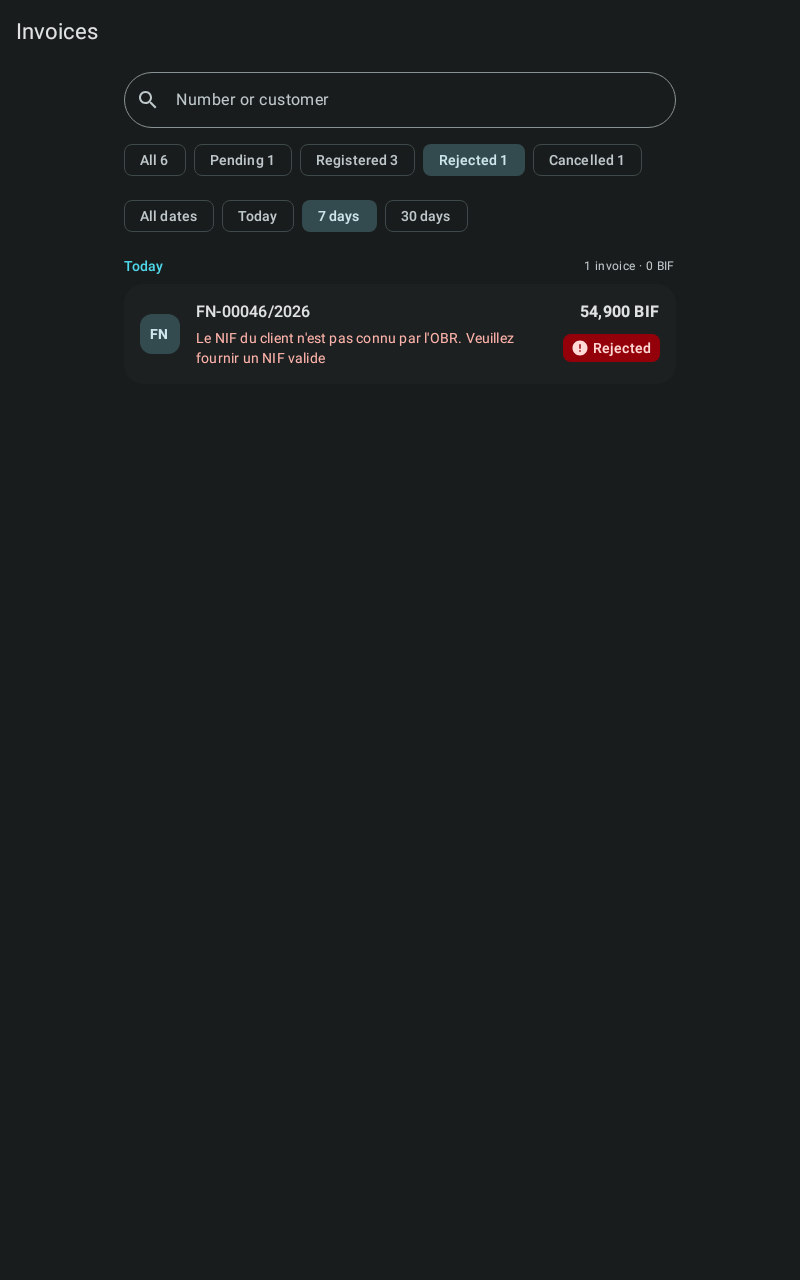 Invoices
Number or customer
All 6
Pending 1
Registered 3
Rejected 1
Cancelled 1
All dates
Today
7 days
30 days
Today
1 invoice · 0 BIF
FN
FN-00046/2026
54,900 BIF
Le NIF du client n'est pas connu par l'OBR. Veuillez
fournir un NIF valide
Rejected